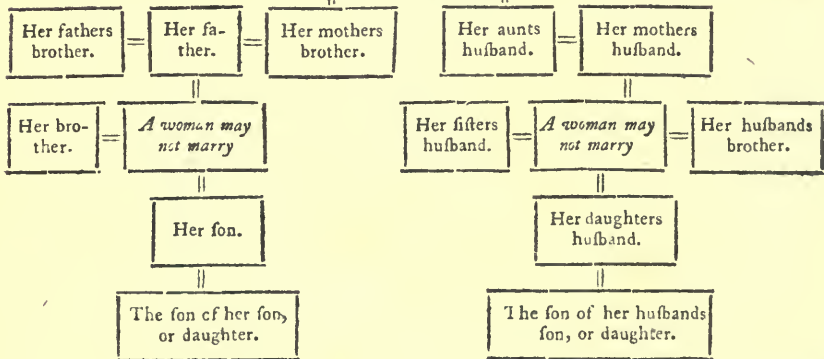 Her fathers
brother.
Her fa-
ther.
Her mothers
brother.
Her aunts
huſband.
Her mothers
huſband.
Her bro-
ther.
A woman may
not marry
Her ſiſters
huſband.
A woman may
not marry
Her huſbands
brother.
Her ſon.
Her daughters
huſband.
The ſon of her ſon,
or daughter.
The ſon of her huſbands
ſon, or daughter.